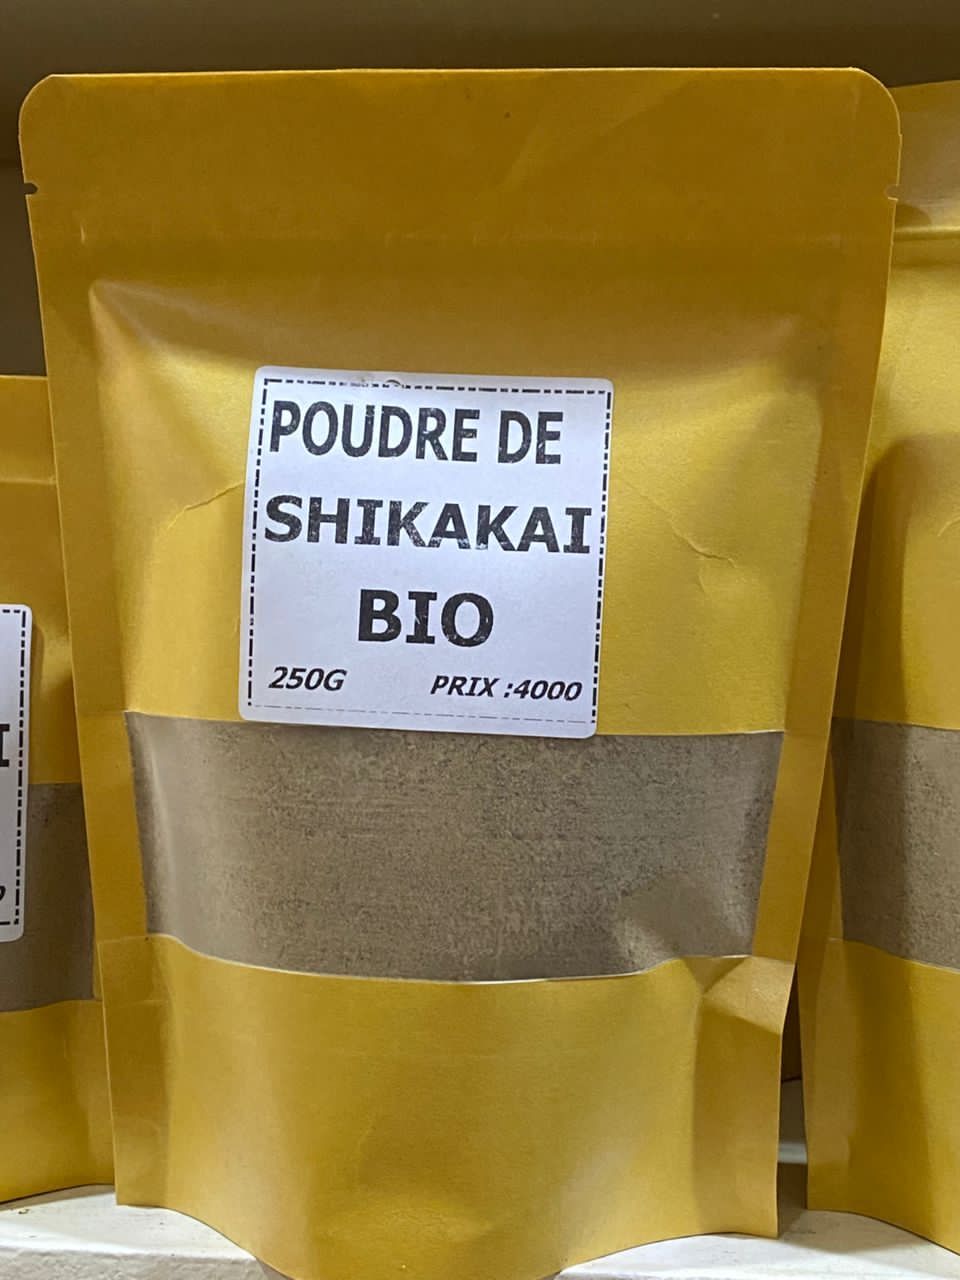 POUDRE DE
SHIKAKAI
BIO
250G PRIX :4000